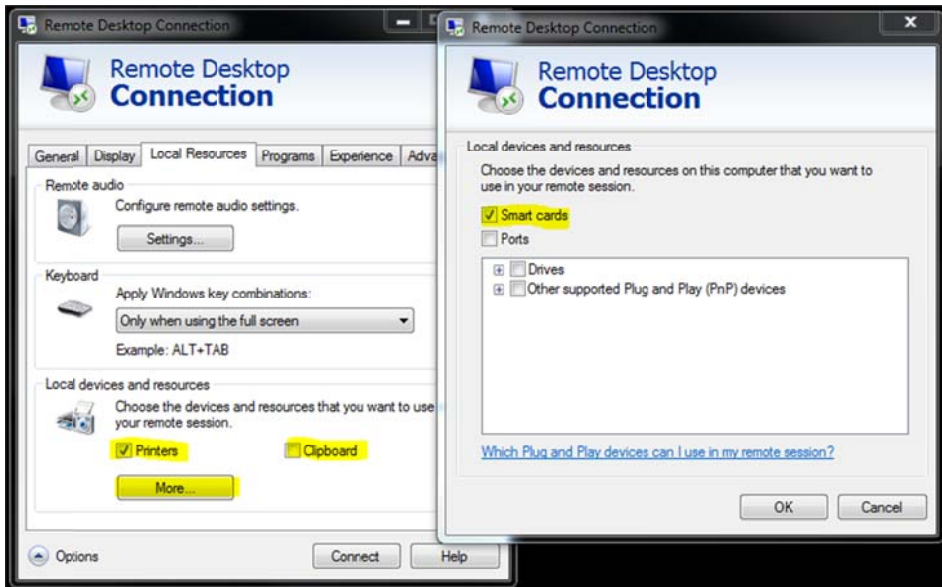 Remote Desktop Connection
Remote Desktop
Connection
General Display Local Resources Programs Experience Adva
Remote audio
Configure remote audio settings.
Settings...
Keyboard
Apply Windows key combinations:
Only when using the full screen
Example: ALT+TAB
Local devices and resources
Choose the devices and resources that you want to use
your remote session.
Printers Clipboard
More...
Options Connect Help
Remote Desktop Connection
Remote Desktop
Connection
Local devices and resources
Choose the devices and resources on this computer that you want to
use in your remote session.
Smart cards
Ports
Drives
Other supported Plug and Play (PnP) devices
Which Plug and Play devices can I use in my remote session?
OK Cancel